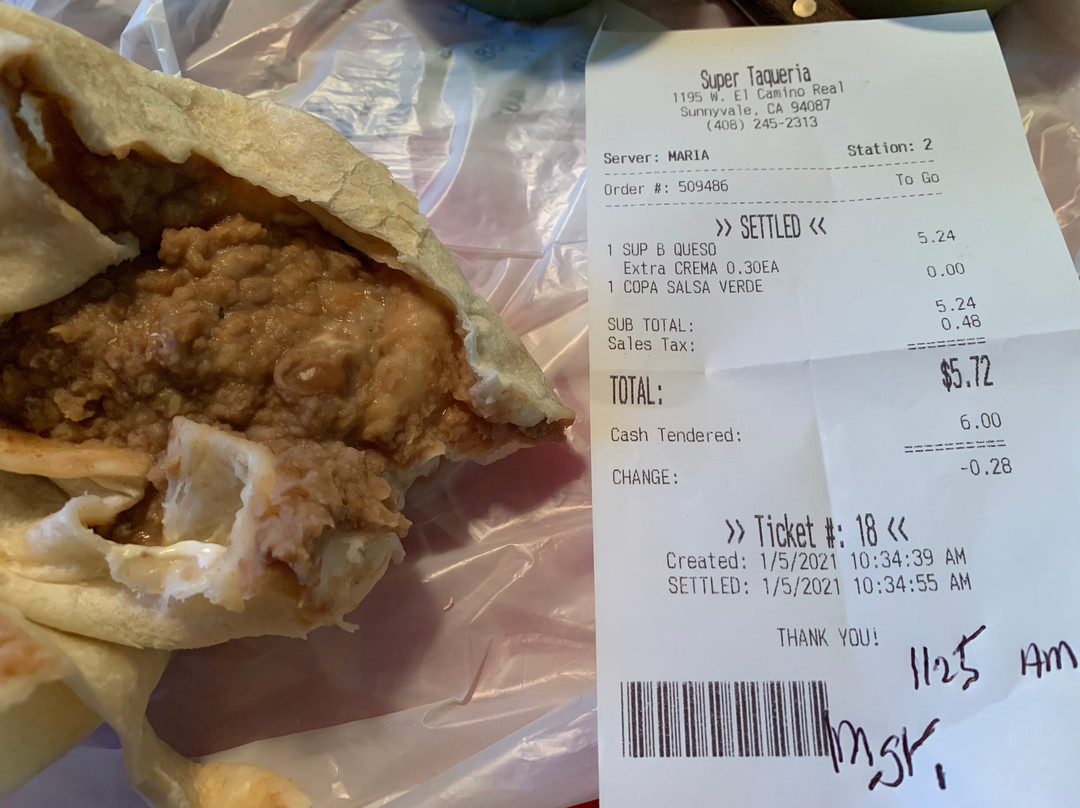 Super Taqueria
1195 W. El Camino Real
Sunnyvale, CA 94087
(408) 245-2313
Server: MARIA Station: 2
Order #: 509486 To Go
>> SETTLED <<
1 SUP B QUESO 5.24
Extra CREMA 0.30EA
1 COPA SALSA VERDE 0.00
SUB TOTAL: 5.24
Sales Tax: 0.48
TOTAL: $5.72
Cash Tendered: 6.00
CHANGE: -0.28
>> Ticket #: 18 <<
Created: 1/5/2021 10:34:39 AM
SETTLED: 1/5/2021 10:34:55 AM
THANK YOU!
1125 AM
Mgr.